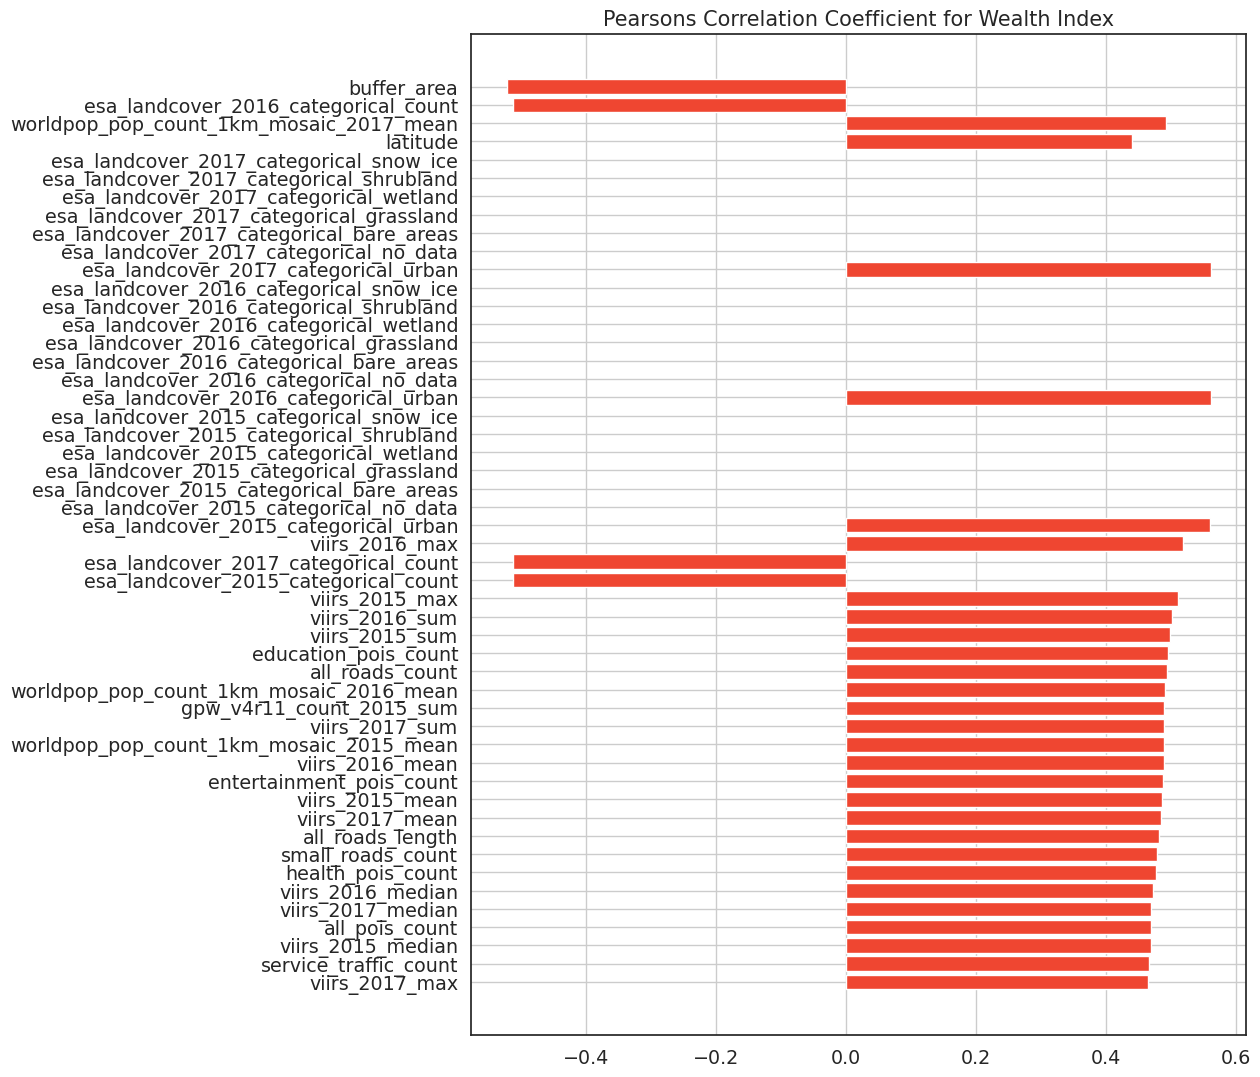 Pearsons Correlation Coefficient for Wealth Index
buffer_area
esa_landcover_2016_categorical_count
worldpop_pop_count_1km_mosaic_2017_mean
latitude
esa_landcover_2017_categorical_snow_ice
esa_landcover_2017_categorical_shrubland
esa_landcover_2017_categorical_wetland
esa_landcover_2017_categorical_grassland
esa_landcover_2017_categorical_bare_areas
esa_landcover_2017_categorical_no_data
esa_landcover_2017_categorical_urban
esa_landcover_2016_categorical_snow_ice
esa_landcover_2016_categorical_shrubland
esa_landcover_2016_categorical_wetland
esa_landcover_2016_categorical_grassland
esa_landcover_2016_categorical_bare_areas
esa_landcover_2016_categorical_no_data
esa_landcover_2016_categorical_urban
esa_landcover_2015_categorical_snow_ice
esa_landcover_2015_categorical_shrubland
esa_landcover_2015_categorical_wetland
esa_landcover_2015_categorical_grassland
esa_landcover_2015_categorical_bare_areas
esa_landcover_2015_categorical_no_data
esa_landcover_2015_categorical_urban
viirs_2016_max
esa_landcover_2017_categorical_count
esa_landcover_2015_categorical_count
viirs_2015_max
viirs_2016_sum
viirs_2015_sum
education_pois_count
all_roads_count
worldpop_pop_count_1km_mosaic_2016_mean
gpw_v4r11_count_2015_sum
viirs_2017_sum
worldpop_pop_count_1km_mosaic_2015_mean
viirs_2016_mean
entertainment_pois_count
viirs_2015_mean
viirs_2017_mean
all_roads_length
small_roads_count
health_pois_count
viirs_2016_median
viirs_2017_median
all_pois_count
viirs_2015_median
service_traffic_count
viirs_2017_max
−0.4 −0.2 0.0 0.2 0.4 0.6